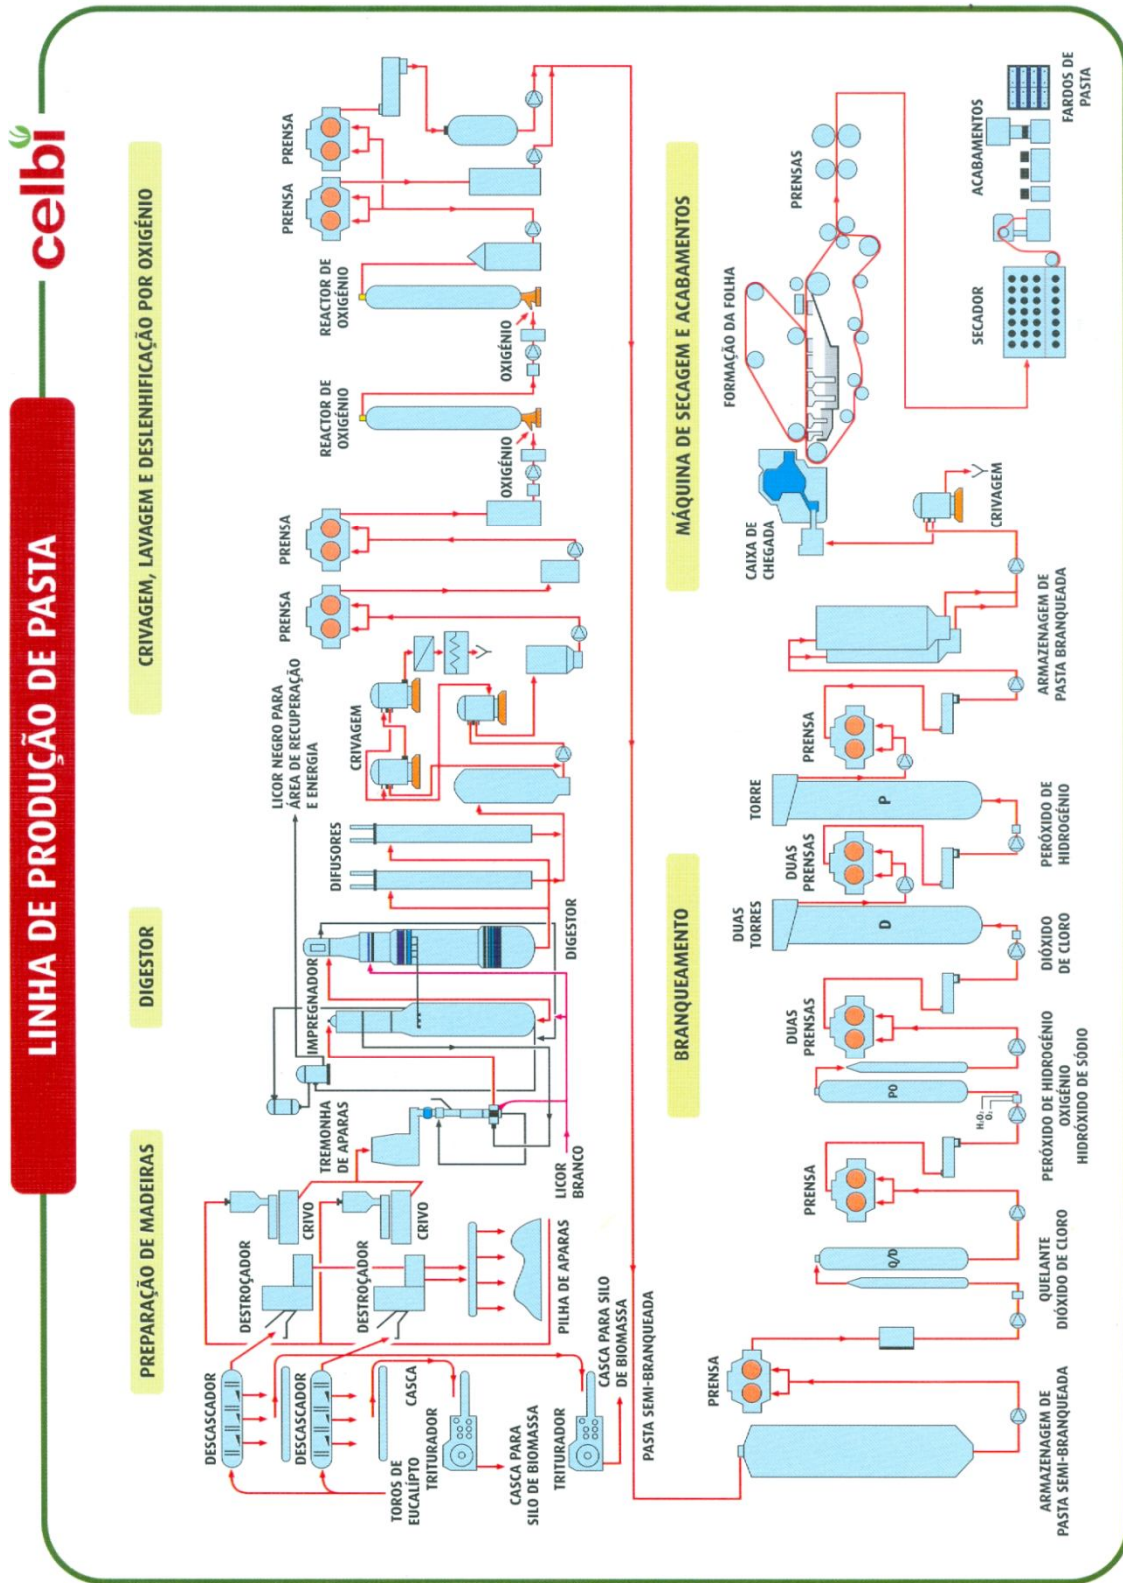 LINHA DE PRODUÇÃO DE PASTA
celbi
PREPARAÇÃO DE MADEIRAS
DIGESTOR
CRIVAGEM, LAVAGEM E DESLENHIFICAÇÃO POR OXIGÉNIO
DESCASCADOR
DESCASCADOR
TOROS DE
EUCALÍPTO
CASCA
TRITURADOR
CASCA PARA
SILO DE BIOMASSA
TRITURADOR
CASCA PARA SILO
DE BIOMASSA
DESTROÇADOR
DESTROÇADOR
CRIVO
CRIVO
PILHA DE APARAS
TREMONHA
DE APARAS
LICOR
BRANCO
IMPREGNADOR
DIGESTOR
LICOR NEGRO PARA
ÁREA DE RECUPERAÇÃO
E ENERGIA
DIFUSORES
CRIVAGEM
PRENSA
PRENSA
OXIGÉNIO
REACTOR DE
OXIGÉNIO
OXIGÉNIO
REACTOR DE
OXIGÉNIO
PRENSA
PRENSA
PASTA SEMI-BRANQUEADA
BRANQUEAMENTO
MÁQUINA DE SECAGEM E ACABAMENTOS
ARMAZENAGEM DE
PASTA SEMI-BRANQUEADA
PRENSA
Q/D
QUELANTE
DIÓXIDO DE CLORO
PRENSA
H₂O₂
O₂
PO
PERÓXIDO DE HIDROGÉNIO
OXIGÉNIO
HIDRÓXIDO DE SÓDIO
DUAS
PRENSAS
DUAS
TORRES
D
DIÓXIDO
DE CLORO
DUAS
PRENSAS
TORRE
P
PERÓXIDO DE
HIDROGÉNIO
PRENSA
ARMAZENAGEM DE
PASTA BRANQUEADA
CRIVAGEM
CAIXA DE
CHEGADA
FORMAÇÃO DA FOLHA
PRENSAS
SECADOR
ACABAMENTOS
FARDOS DE
PASTA